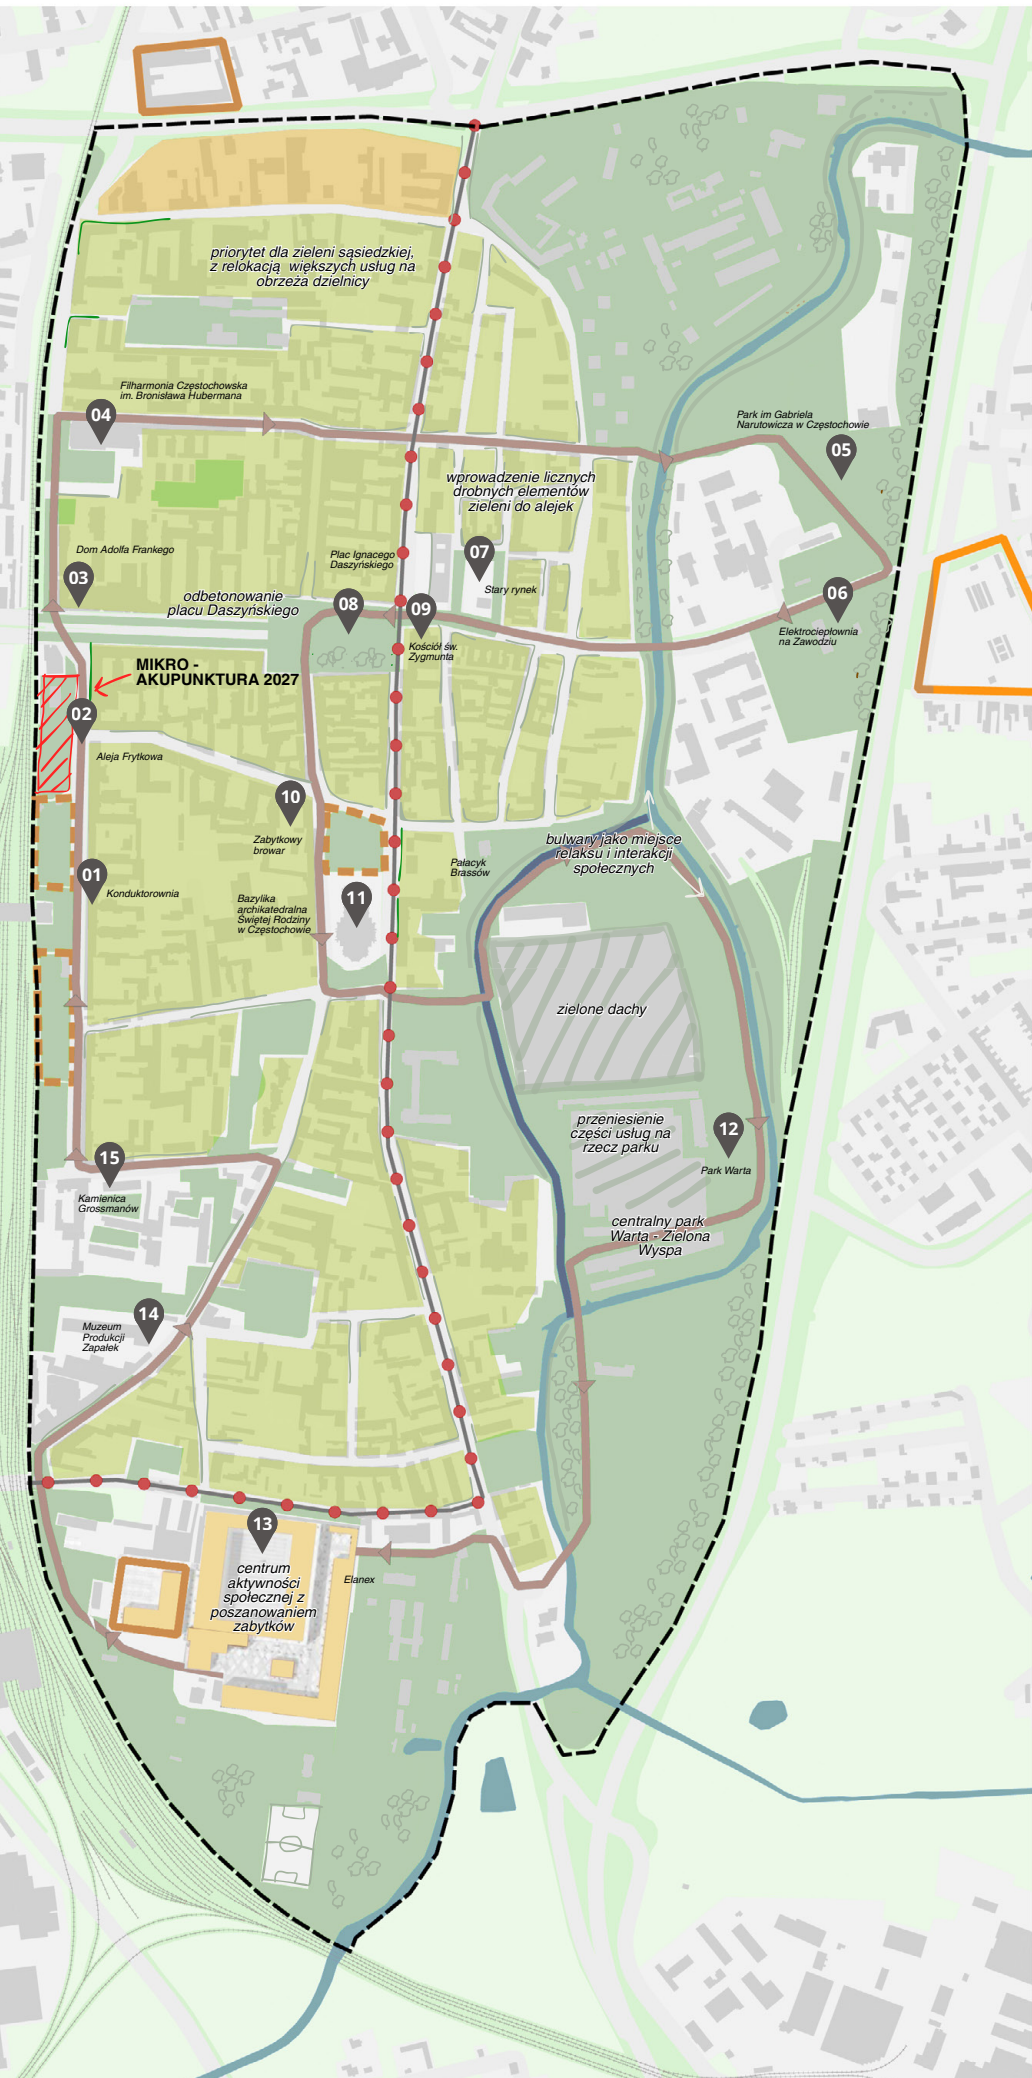 priorytet dla zieleni sąsiedzkiej,
z relokacją większych usług na
obrzeża dzielnicy
Filharmonia Częstochowska
im. Bronisława Hubermana
04
Park im Gabriela
Narutowicza w Częstochowie
05
wprowadzenie licznych
drobnych elementów
zieleni do alejek
Dom Adolfa Frankego
03
Plac Ignacego
Daszyńskiego
07
Stary rynek
odbetonowanie
placu Daszyńskiego
08
09
06
Elektrociepłownia
na Zawodziu
Kościół św.
Zygmunta
MIKRO -
AKUPUNKTURA 2027
02
Aleja Frytkowa
10
Zabytkowy
browar
bulwary jako miejsce
relaksu i interakcji
społecznych
Pałacyk
Brassów
01
Konduktorownia
11
Bazylika
archikatedralna
Świętej Rodziny
w Częstochowie
zielone dachy
przeniesienie
części usług na
rzecz parku
12
Park Warta
15
Kamienica
Grossmanów
centralny park
Warta - Zielona
Wyspa
14
Muzeum
Produkcji
Zapałek
13
centrum
aktywności
społecznej z
poszanowaniem
zabytków
Elanex